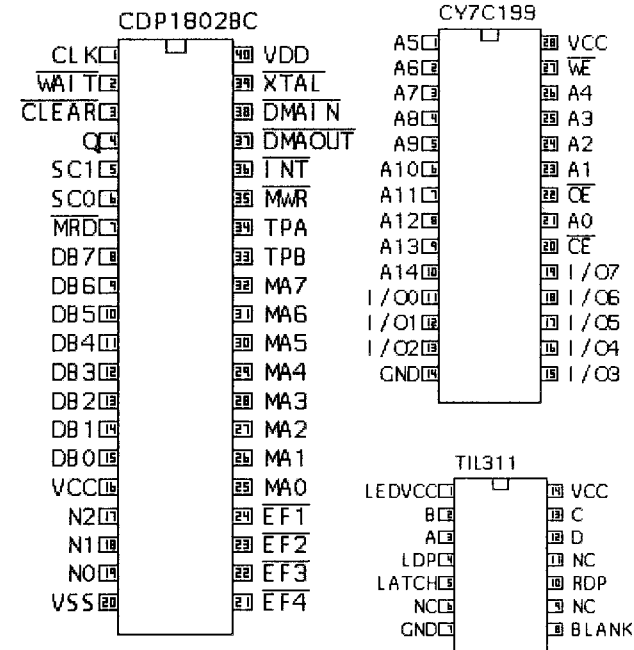 CDP1802BC
CLK 1 40 VDD
WAIT 2 39 XTAL
CLEAR 3 38 DMAIN
Q 4 37 DMAOUT
SC1 5 36 INT
SC0 6 35 MWR
MRD 7 34 TPA
DB7 8 33 TPB
DB6 9 32 MA7
DB5 10 31 MA6
DB4 11 30 MA5
DB3 12 29 MA4
DB2 13 28 MA3
DB1 14 27 MA2
DB0 15 26 MA1
VCC 16 25 MA0
N2 17 24 EF1
N1 18 23 EF2
N0 19 22 EF3
VSS 20 21 EF4
CY7C199
A5 1 28 VCC
A6 2 27 WE
A7 3 26 A4
A8 4 25 A3
A9 5 24 A2
A10 6 23 A1
A11 7 22 OE
A12 8 21 A0
A13 9 20 CE
A14 10 19 I/O7
I/O0 11 18 I/O6
I/O1 12 17 I/O5
I/O2 13 16 I/O4
GND 14 15 I/O3
TIL311
LEDVCC 1 14 VCC
B 2 13 C
A 3 12 D
LDP 4 11 NC
LATCH 5 10 RDP
NC 6 9 NC
GND 7 8 BLANK